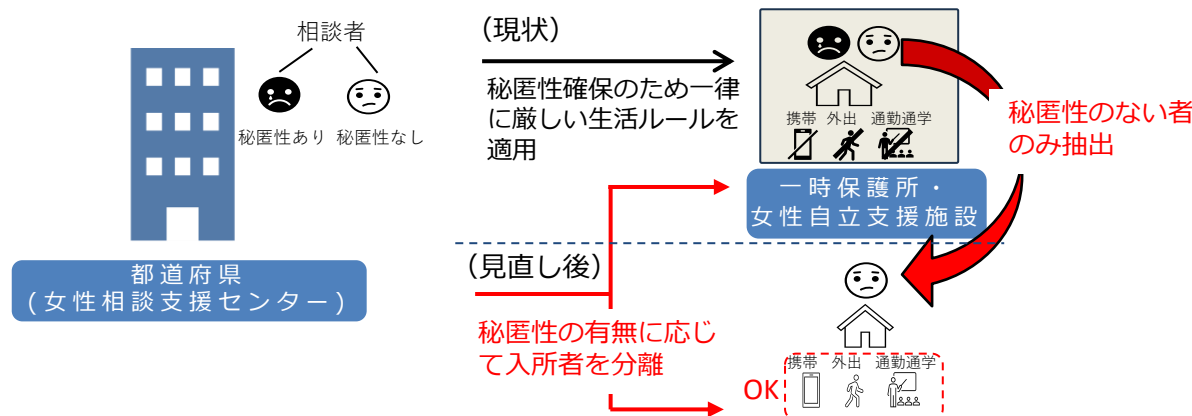 相談者
秘匿性あり 秘匿性なし
都道府県
(女性相談支援センター)
(現状)
秘匿性確保のため一律
に厳しい生活ルールを
適用
携帯 外出 通勤通学
一時保護所・
女性自立支援施設
秘匿性のない者
のみ抽出
(見直し後)
秘匿性の有無に応じ
て入所者を分離
携帯 外出 通勤通学
OK